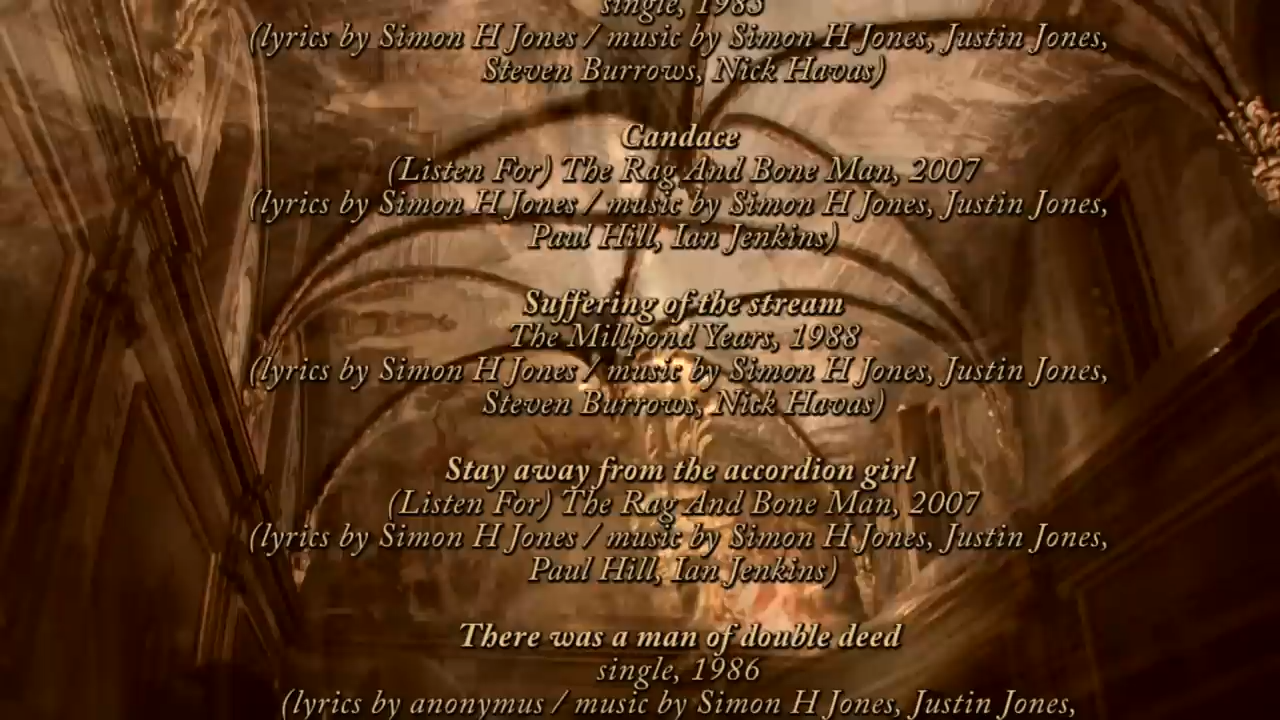 single, 1983
(lyrics by Simon H Jones / music by Simon H Jones, Justin Jones,
Steven Burrows, Nick Havas)
Candace
(Listen For) The Rag And Bone Man, 2007
(lyrics by Simon H Jones / music by Simon H Jones, Justin Jones,
Paul Hill, Ian Jenkins)
Suffering of the stream
The Millpond Years, 1988
(lyrics by Simon H Jones / music by Simon H Jones, Justin Jones,
Steven Burrows, Nick Havas)
Stay away from the accordion girl
(Listen For) The Rag And Bone Man, 2007
(lyrics by Simon H Jones / music by Simon H Jones, Justin Jones,
Paul Hill, Ian Jenkins)
There was a man of double deed
single, 1986
(lyrics by anonymus / music by Simon H Jones, Justin Jones,